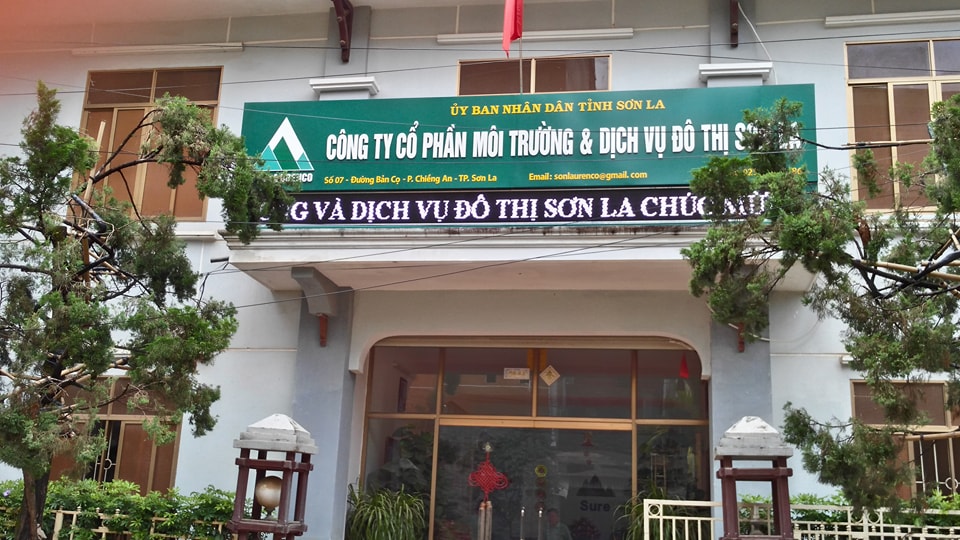 ỦY BAN NHÂN DÂN TỈNH SƠN LA
CÔNG TY CỔ PHẦN MÔI TRƯỜNG & DỊCH VỤ ĐÔ THỊ SƠN LA
Số 07 - Đường Bản Cọ - P. Chiềng An - TP. Sơn La Email: sonlaurenco@gmail.com
VÀ DỊCH VỤ ĐÔ THỊ SƠN LA CHÚC
Sure